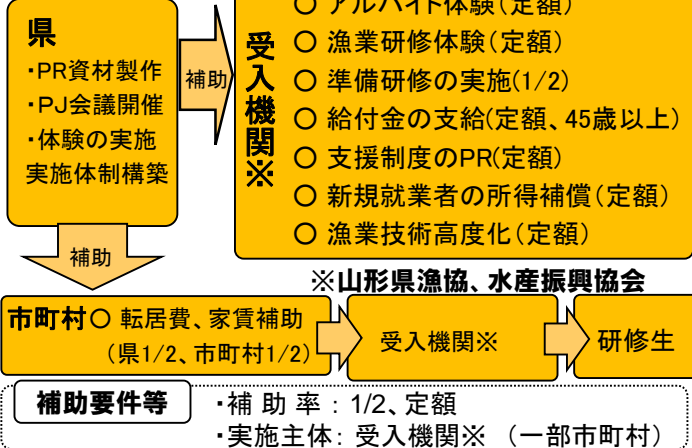 県
・PR資材製作
・PJ会議開催
・体験の実施
実施体制構築
補助
受入機関※
〇 アルバイト体験(定額)
〇 漁業研修体験(定額)
〇 準備研修の実施(1/2)
〇 給付金の支給(定額、45歳以上)
〇 支援制度のPR(定額)
〇 新規就業者の所得補償(定額)
〇 漁業技術高度化(定額)
補助
※山形県漁協、水産振興協会
市町村〇 転居費、家賃補助
(県1/2、市町村1/2)
受入機関※
研修生
補助要件等
・補 助 率 : 1/2、定額
・実施主体: 受入機関※ (一部市町村)